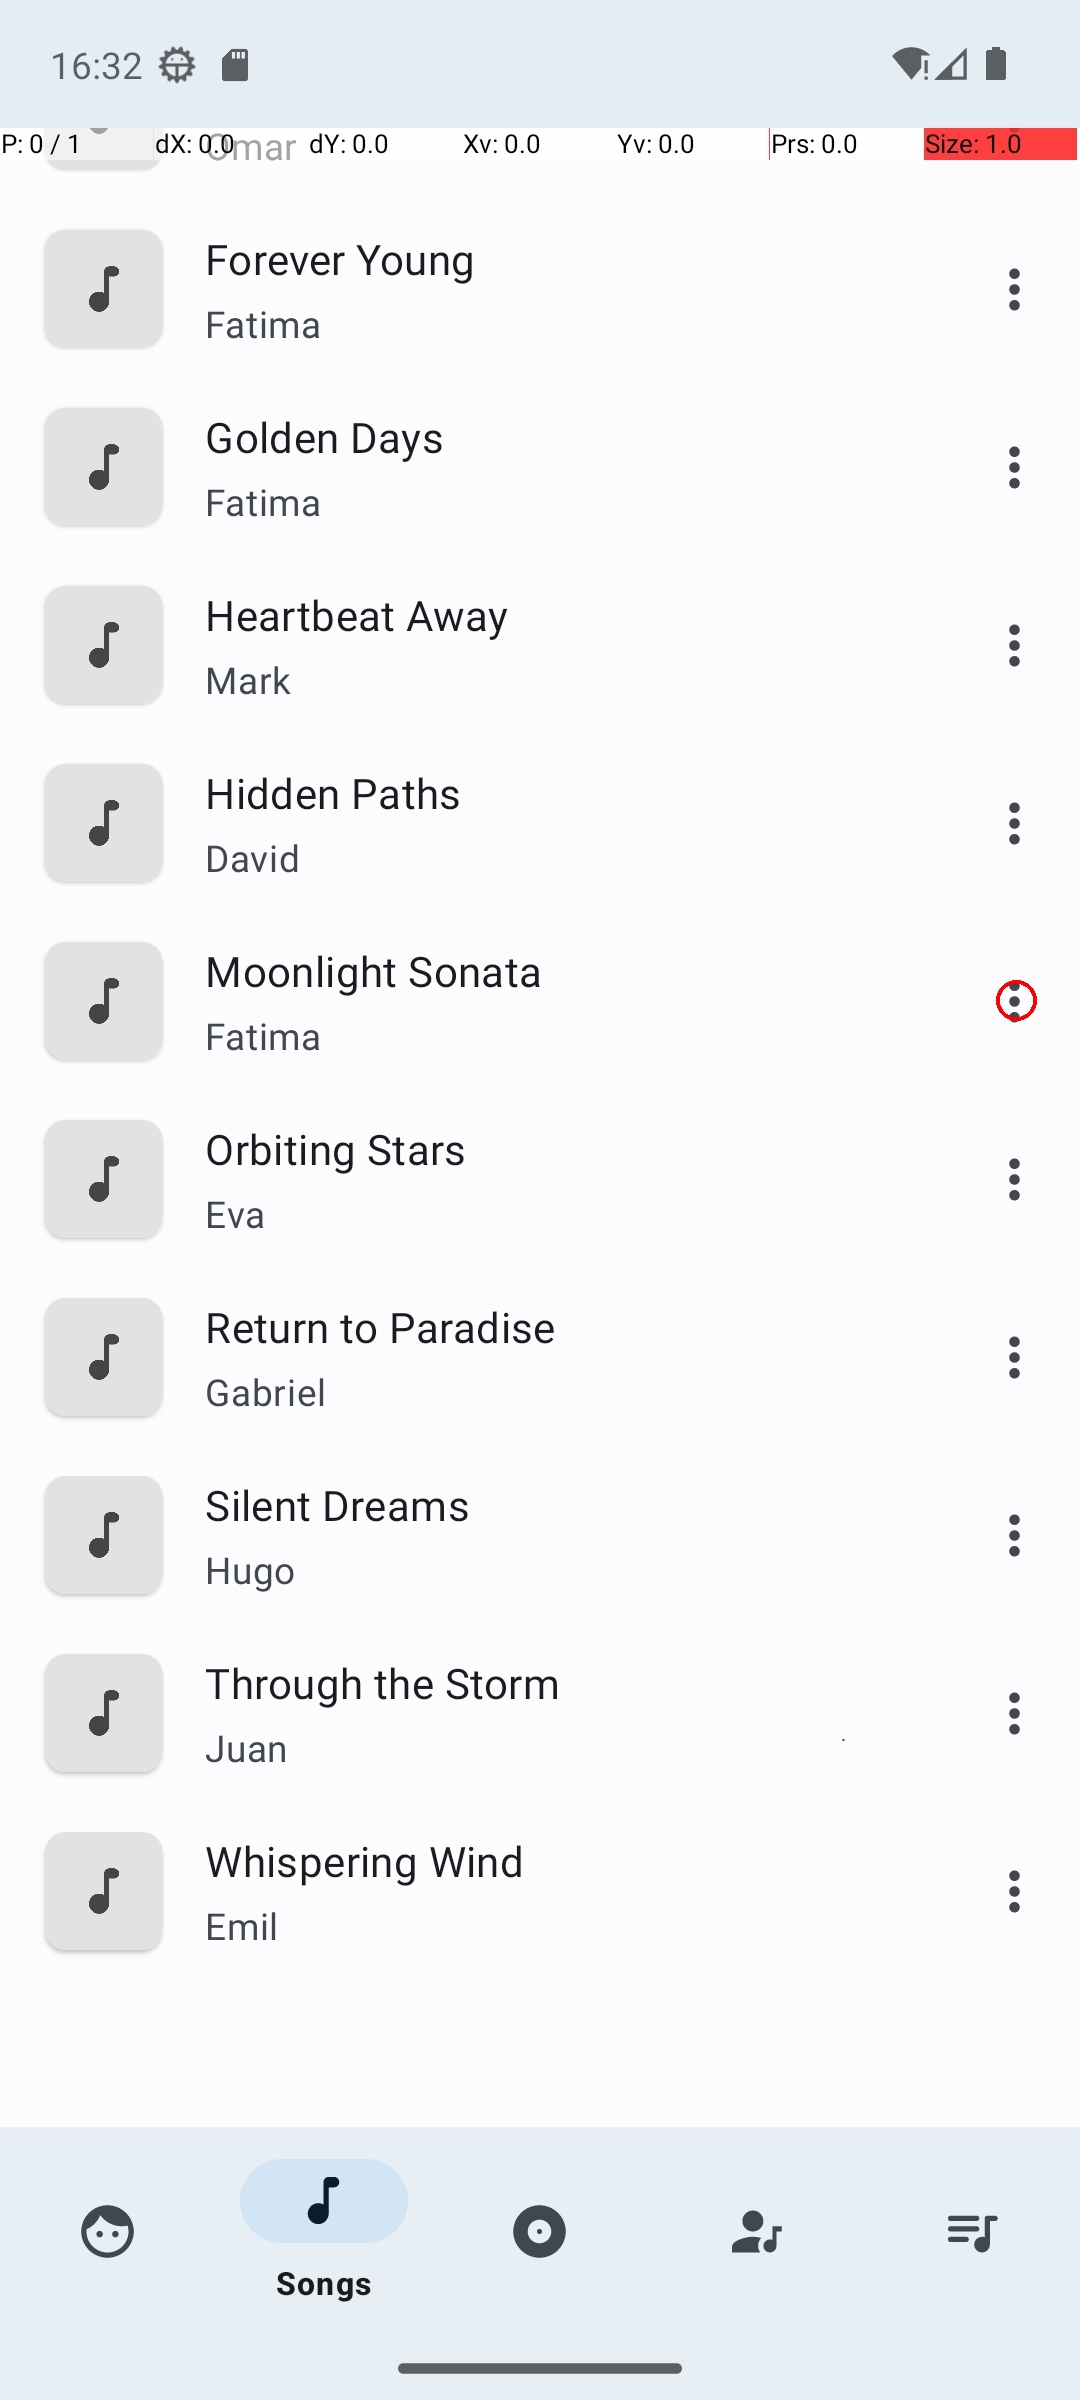 16:32
P: 0 / 1 dX: 0.0 dY: 0.0 Xv: 0.0 Yv: 0.0 Prs: 0.0 Size: 1.0
Omar
Forever Young
Fatima
Golden Days
Fatima
Heartbeat Away
Mark
Hidden Paths
David
Moonlight Sonata
Fatima
Orbiting Stars
Eva
Return to Paradise
Gabriel
Silent Dreams
Hugo
Through the Storm
Juan
Whispering Wind
Emil
Songs